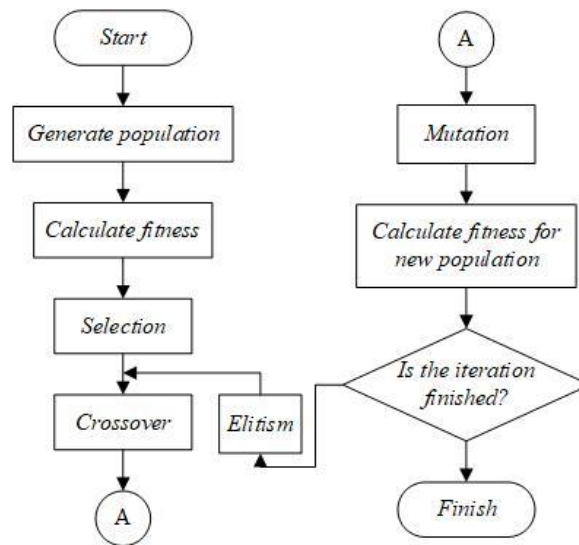 Start
Generate population
Calculate fitness
Selection
Crossover
A
Elitism
A
Mutation
Calculate fitness for
new population
Is the iteration
finished?
Finish